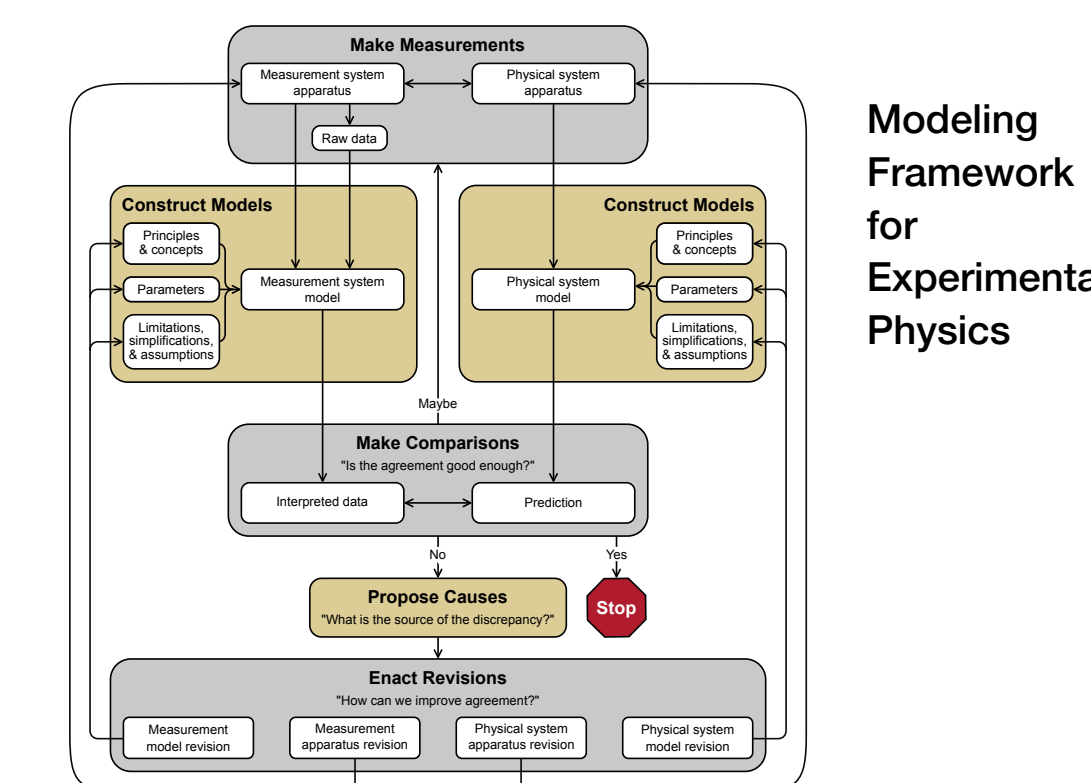 Make Measurements
Measurement system
apparatus
Physical system
apparatus
Raw data
Construct Models
Principles
& concepts
Parameters
Limitations,
simplifications,
& assumptions
Measurement system
model
Construct Models
Physical system
model
Principles
& concepts
Parameters
Limitations,
simplifications,
& assumptions
Maybe
Make Comparisons
"Is the agreement good enough?"
Interpreted data
Prediction
No
Yes
Propose Causes
"What is the source of the discrepancy?"
Stop
Enact Revisions
"How can we improve agreement?"
Measurement
model revision
Measurement
apparatus revision
Physical system
apparatus revision
Physical system
model revision
Modeling
Framework
for
Experimenta
Physics